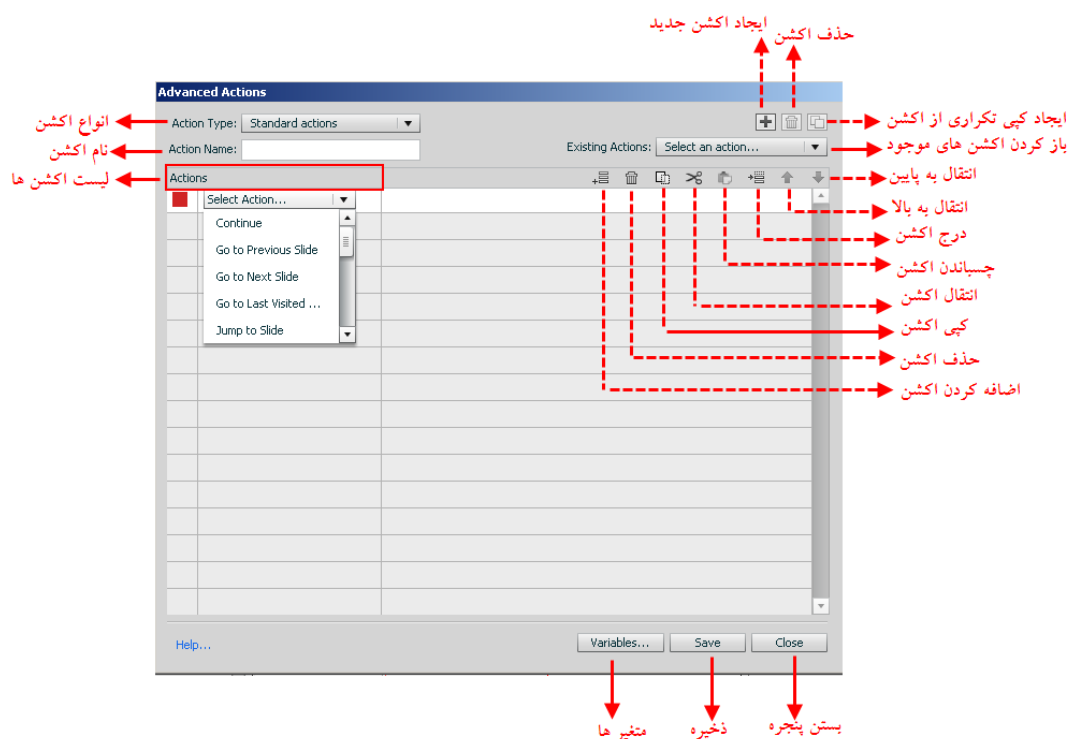 ایجاد اکشن جدید
حذف اکشن
Advanced Actions
انواع اکشن
Action Type: Standard actions
ایجاد کپی تکراری از اکشن
نام اکشن
Action Name:
Existing Actions: Select an action...
باز کردن اکشن های موجود
لیست اکشن ها
Actions
انتقال به پایین
Select Action...
انتقال به بالا
Continue
درج اکشن
Go to Previous Slide
چسباندن اکشن
Go to Next Slide
انتقال اکشن
Go to Last Visited ...
کپی اکشن
Jump to Slide
حذف اکشن
اضافه کردن اکشن
Help...
Variables...
Save
Close
متغیر ها
ذخیره
بستن پنجره